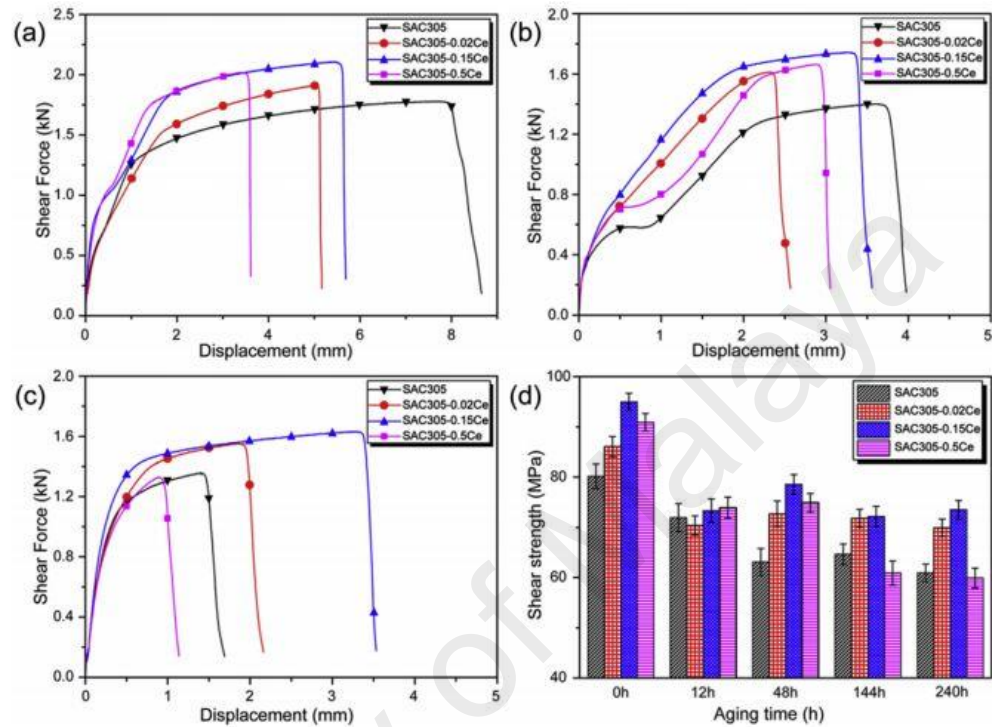 (a)
SAC305
SAC305-0.02Ce
SAC305-0.15Ce
SAC305-0.5Ce
2.5
2.0
1.5
1.0
0.5
0.0
Shear Force (kN)
0 2 4 6 8
Displacement (mm)
(b)
SAC305
SAC305-0.02Ce
SAC305-0.15Ce
SAC305-0.5Ce
2.0
1.6
1.2
0.8
0.4
0.0
Shear Force (kN)
0 1 2 3 4 5
Displacement (mm)
(c)
SAC305
SAC305-0.02Ce
SAC305-0.15Ce
SAC305-0.5Ce
2.0
1.6
1.2
0.8
0.4
0.0
Shear Force (kN)
0 1 2 3 4 5
Displacement (mm)
(d)
SAC305
SAC305-0.02Ce
SAC305-0.15Ce
SAC305-0.5Ce
100
80
60
40
Shear strength (MPa)
0h 12h 48h 144h 240h
Aging time (h)
of Malaya